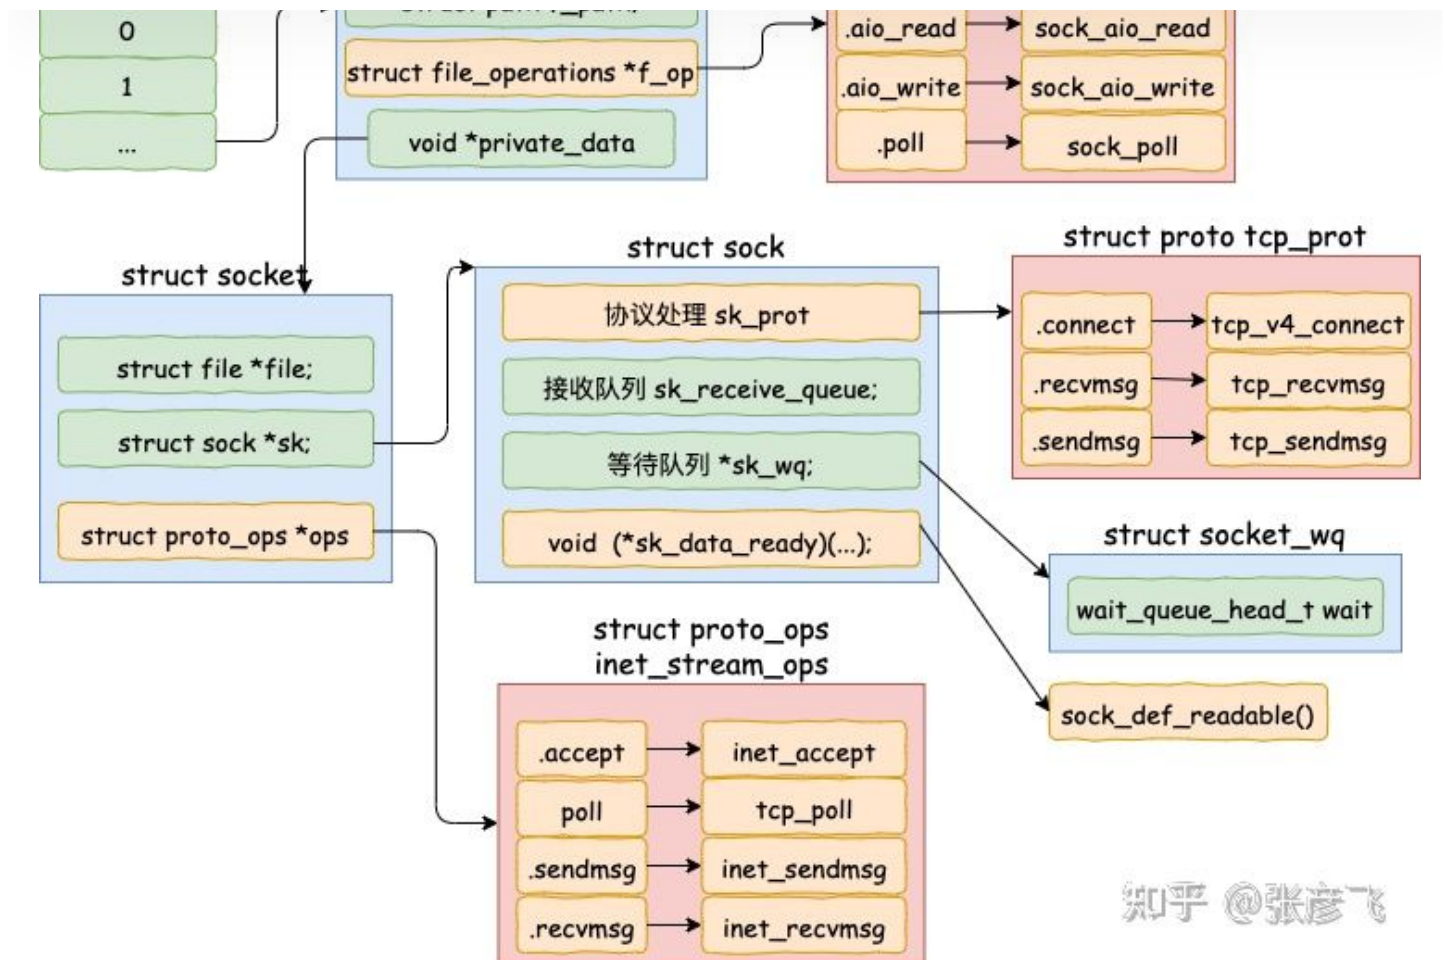 0
1
...
struct file_operations *f_op
void *private_data
.aio_read
sock_aio_read
.aio_write
sock_aio_write
.poll
sock_poll
struct socket
struct file *file;
struct sock *sk;
struct proto_ops *ops
struct sock
协议处理 sk_prot
接收队列 sk_receive_queue;
等待队列 *sk_wq;
void (*sk_data_ready)(...);
struct proto tcp_prot
.connect
tcp_v4_connect
.recvmsg
tcp_recvmsg
.sendmsg
tcp_sendmsg
struct socket_wq
wait_queue_head_t wait
sock_def_readable()
struct proto_ops
inet_stream_ops
.accept
inet_accept
poll
tcp_poll
.sendmsg
inet_sendmsg
.recvmsg
inet_recvmsg
知乎 @张彦飞